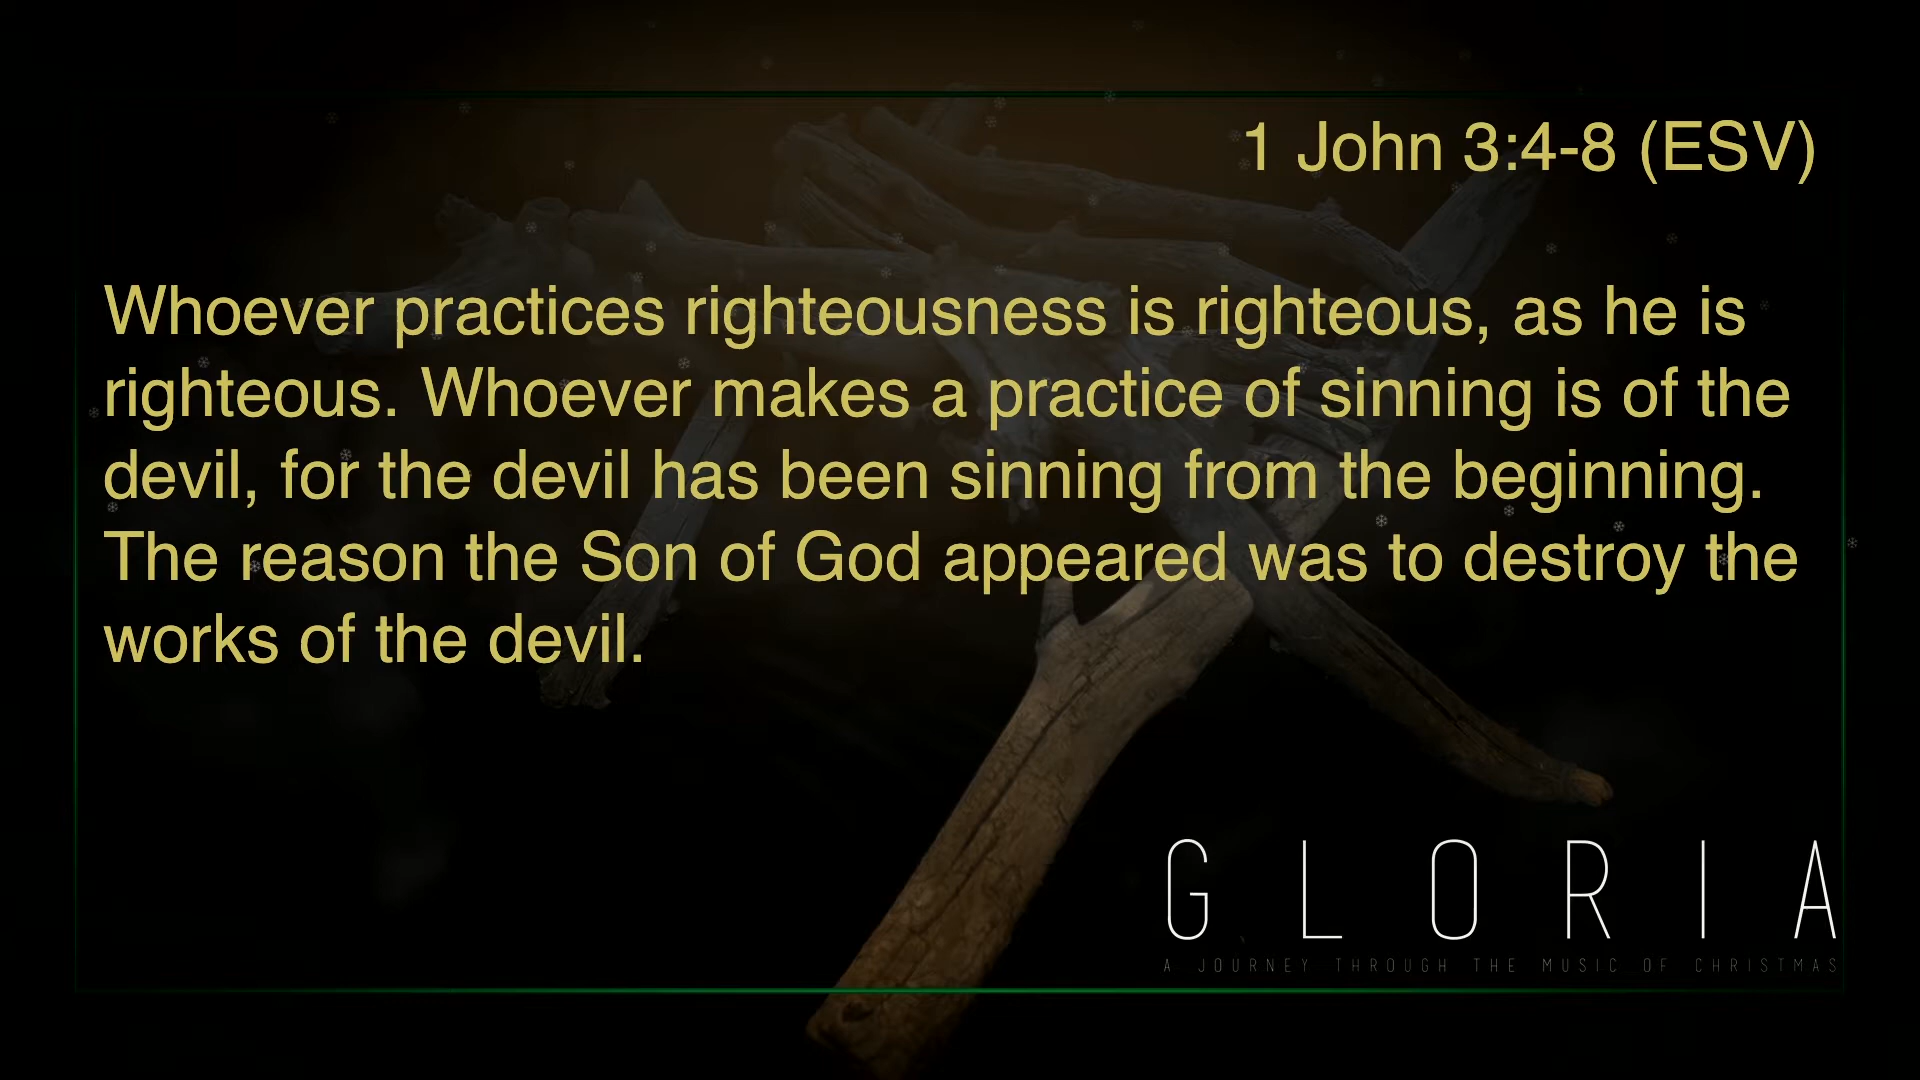 1 John 3:4-8 (ESV)
Whoever practices righteousness is righteous, as he is
righteous. Whoever makes a practice of sinning is of the
devil, for the devil has been sinning from the beginning.
The reason the Son of God appeared was to destroy the
works of the devil.
GLORIA
A JOURNEY THROUGH THE MUSIC OF CHRISTMAS